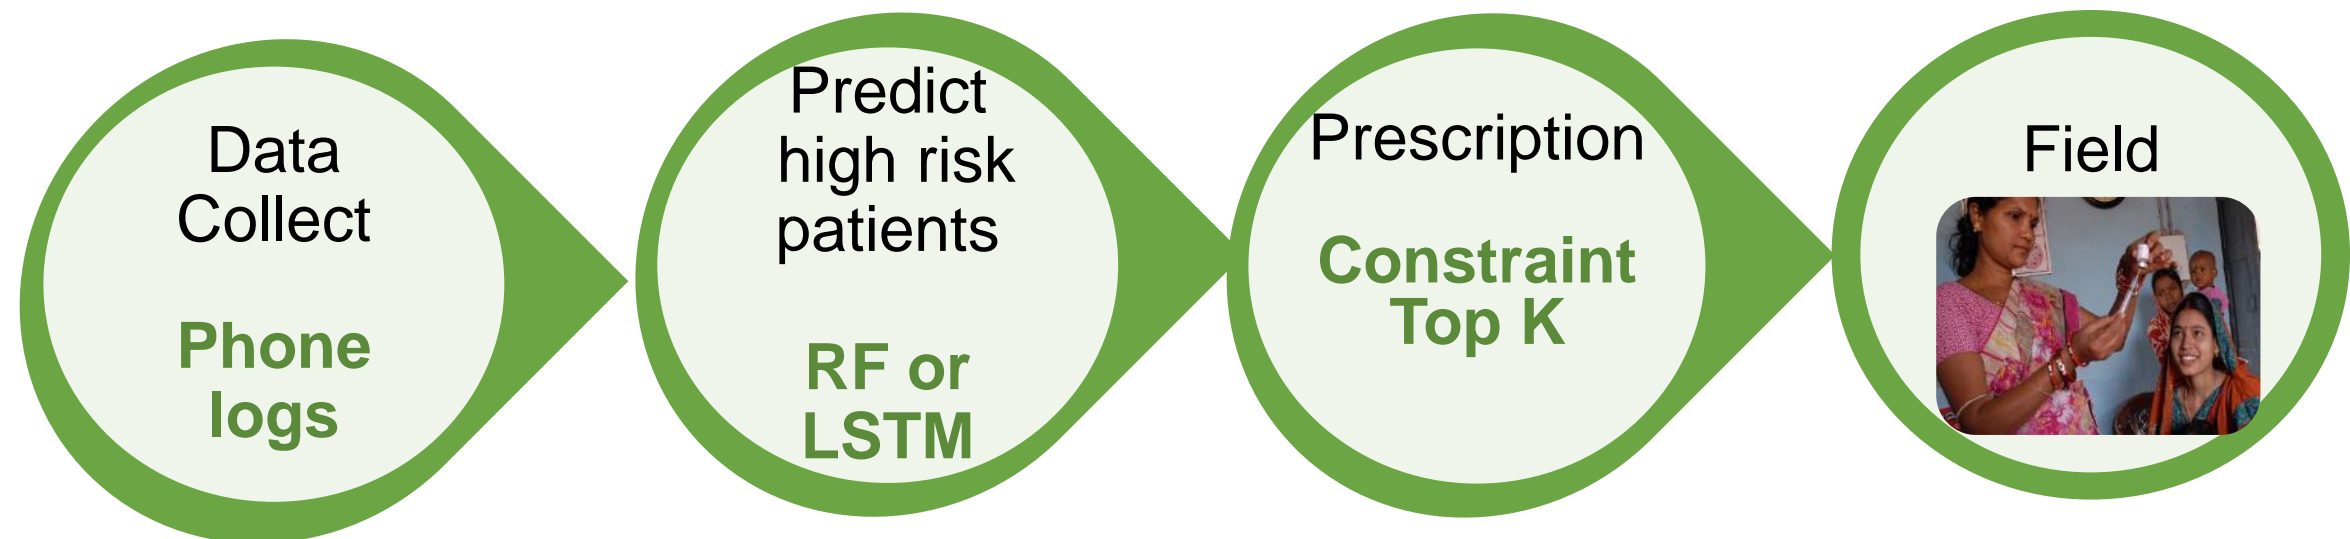 Data
Collect
Phone
logs
Predict
high risk
patients
RF or
LSTM
Prescription
Constraint
Top K
Field